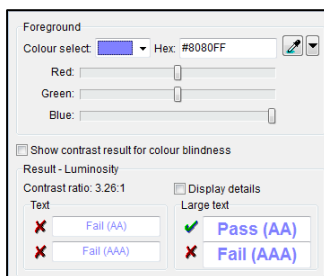 Foreground
Colour select: Hex: #8080FF
Red:
Green:
Blue:
Show contrast result for colour blindness
Result - Luminosity
Contrast ratio: 3.26:1 Display details
Text Large text
Fail (AA) Pass (AA)
Fail (AAA) Fail (AAA)